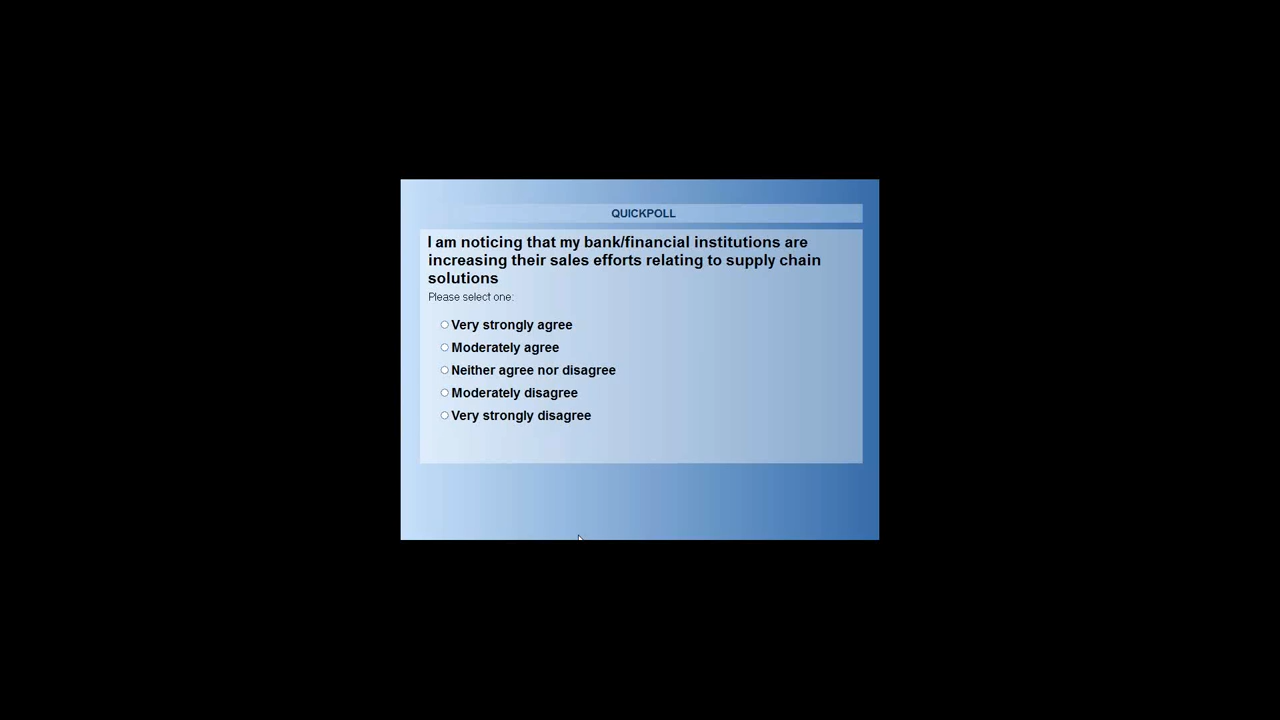 QUICKPOLL
I am noticing that my bank/financial institutions are
increasing their sales efforts relating to supply chain
solutions
Please select one:
Very strongly agree
Moderately agree
Neither agree nor disagree
Moderately disagree
Very strongly disagree